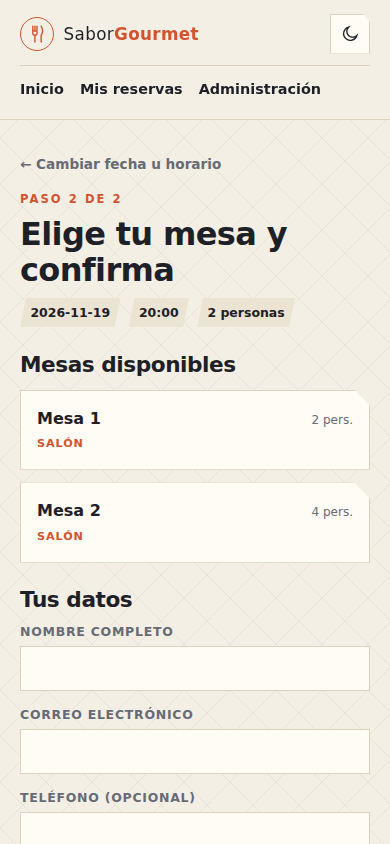 SaborGourmet
Inicio Mis reservas Administración
← Cambiar fecha u horario
PASO 2 DE 2
Elige tu mesa y
confirma
2026-11-19 20:00 2 personas
Mesas disponibles
Mesa 1 2 pers.
SALÓN
Mesa 2 4 pers.
SALÓN
Tus datos
NOMBRE COMPLETO
CORREO ELECTRÓNICO
TELÉFONO (OPCIONAL)